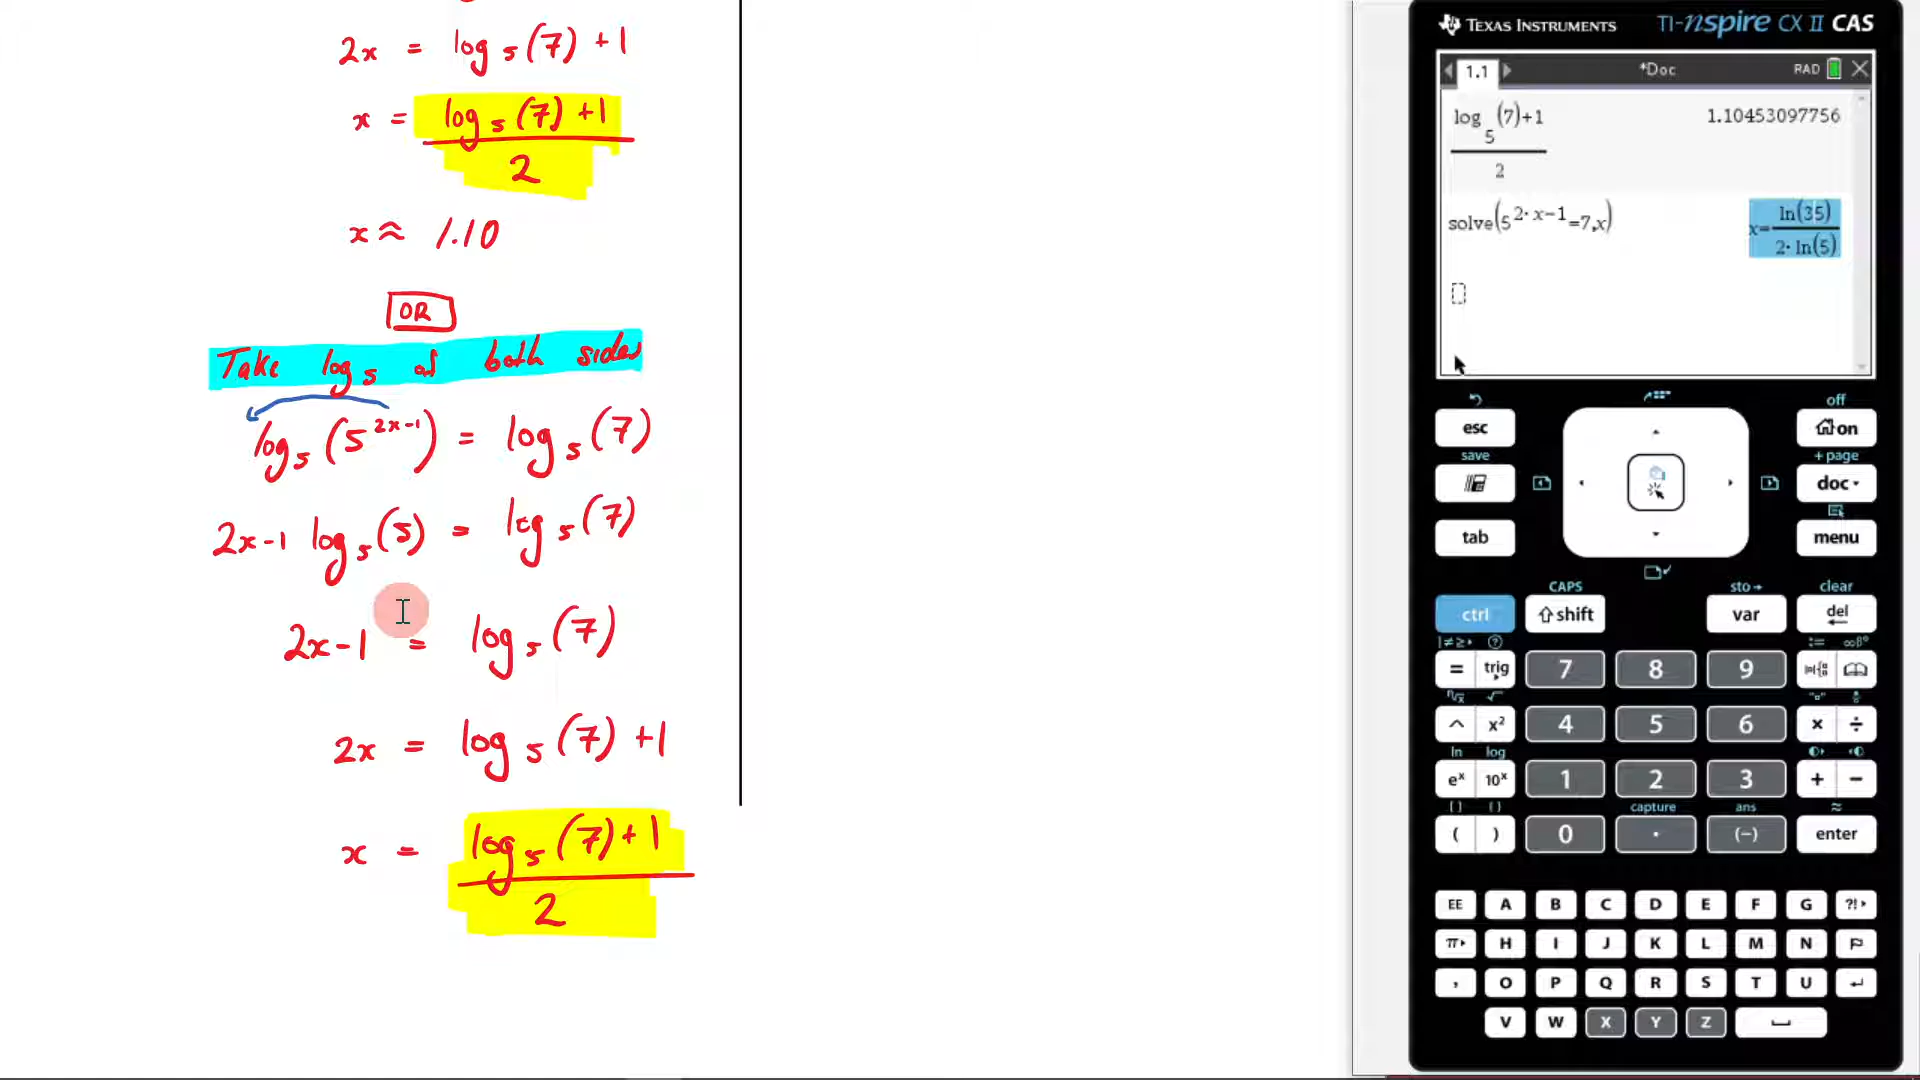 2x = log₅(7) +1
x = log₅(7) +1
2
x ≈ 1.10
OR
Take log₅ of both sides
log₅(5²ˣ⁻¹) = log₅(7)
2x-1 log₅(5) = log₅(7)
2x-1 = log₅(7)
2x = log₅(7) +1
x = log₅(7) +1
2
TEXAS INSTRUMENTS TI-nspire CX II CAS
1.1 *Doc RAD
log₅(7)+1
2
1.10453097756
solve(5²·ˣ⁻¹=7,x)
x= ln(35)
2·ln(5)
off
esc on
save + page
doc
tab menu
CAPS sto→ clear
ctrl shift var del
= trig 7 8 9
^ x² 4 5 6 × ÷
ln log
eˣ 10ˣ 1 2 3 + −
[ ] { } capture ans ≈
( ) 0 . (−) enter
EE A B C D E F G ?!
π H I J K L M N
, O P Q R S T U
V W X Y Z